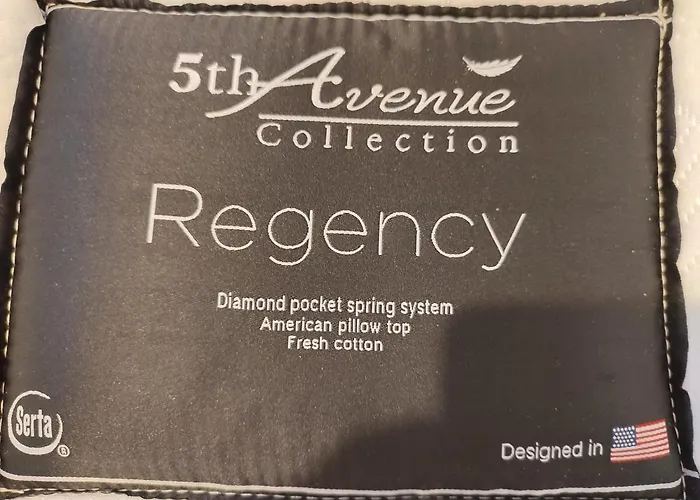 5th Avenue
Collection
Regency
Diamond pocket spring system
American pillow top
Fresh cotton
Serta®
Designed in